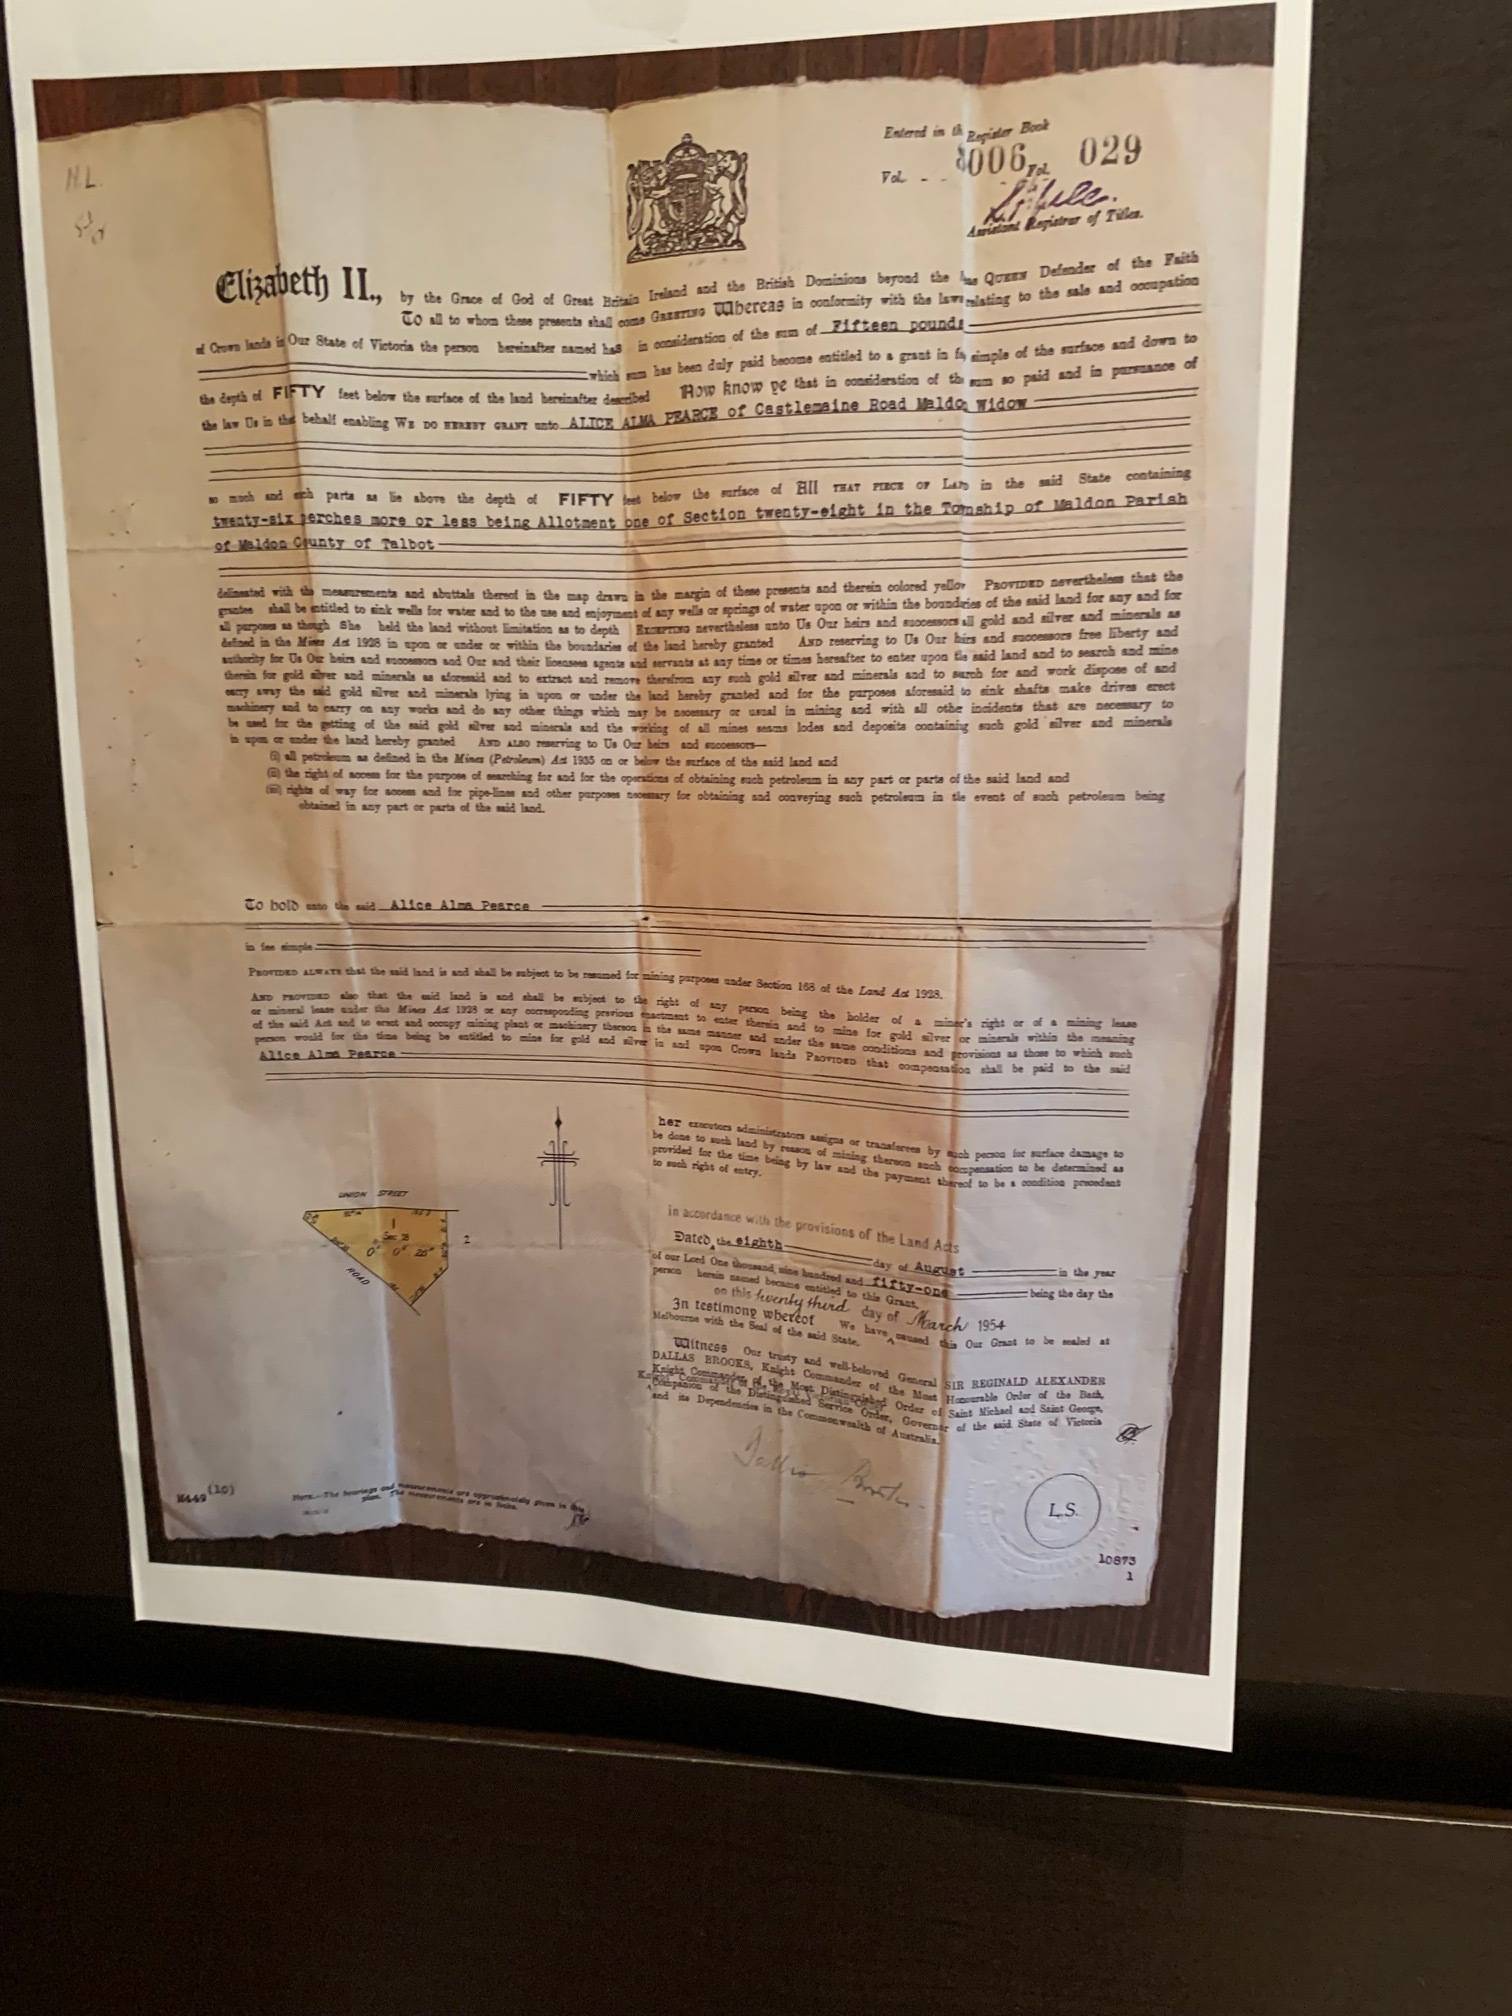 H.L.
Entered in th Register Book
Vol. - - 8006 Fol. 029
Assistant Registrar of Titles.
Elizabeth II., by the Grace of God of Great Britain Ireland and the British Dominions beyond the Seas QUEEN Defender of the Faith
To all to whom these presents shall come GREETING Whereas in conformity with the laws relating to the sale and occupation
of Crown lands in Our State of Victoria the person hereinafter named has in consideration of the sum of Fifteen pounds
which sum has been duly paid become entitled to a grant in fee simple of the surface and down to
the depth of FIFTY feet below the surface of the land hereinafter described Now know ye that in consideration of the sum so paid and in pursuance of
the law Us in that behalf enabling WE DO HEREBY GRANT unto ALICE ALMA PEARCE of Castlemaine Road Maldon Widow
so much and such parts as lie above the depth of FIFTY feet below the surface of All THAT PIECE OF LAND in the said State containing
twenty-six perches more or less being Allotment one of Section twenty-eight in the Township of Maldon Parish
of Maldon County of Talbot
delineated with the measurements and abuttals thereof in the map drawn in the margin of these presents and therein colored yellow PROVIDED nevertheless that the
grantee shall be entitled to sink wells for water and to the use and enjoyment of any wells or springs of water upon or within the boundaries of the said land for any and for
all purposes as though She held the land without limitation as to depth EXCEPTING nevertheless unto Us Our heirs and successors all gold and silver and minerals as
defined in the Mines Act 1928 in upon or under or within the boundaries of the land hereby granted AND reserving to Us Our heirs and successors free liberty and
authority for Us Our heirs and successors and Our and their licensees agents and servants at any time or times hereafter to enter upon the said land and to search and mine
therein for gold silver and minerals as aforesaid and to extract and remove therefrom any such gold silver and minerals and to search for and work dispose of and
carry away the said gold silver and minerals lying in upon or under the land hereby granted and for the purposes aforesaid to sink shafts make drives erect
machinery and to carry on any works and do any other things which may be necessary or usual in mining and with all other incidents that are necessary to
be used for the getting of the said gold silver and minerals and the working of all mines seams lodes and deposits containing such gold silver and minerals
in upon or under the land hereby granted AND ALSO reserving to Us Our heirs and successors—
(i) all petroleum as defined in the Mines (Petroleum) Act 1935 on or below the surface of the said land and
(ii) the right of access for the purpose of searching for and for the operations of obtaining such petroleum in any part or parts of the said land and
(iii) rights of way for access and for pipe-lines and other purposes necessary for obtaining and conveying such petroleum in the event of such petroleum being
obtained in any part or parts of the said land.
To hold unto the said Alice Alma Pearce
in fee simple
PROVIDED ALWAYS that the said land is and shall be subject to be resumed for mining purposes under Section 168 of the Land Act 1928.
AND PROVIDED also that the said land is and shall be subject to the right of any person being the holder of a miner's right or of a mining lease
or mineral lease under the Mines Act 1928 or any corresponding previous enactment to enter therein and to mine for gold silver or minerals within the meaning
of the said Act and to erect and occupy mining plant or machinery thereon in the same manner and under the same conditions and provisions as those to which such
person would for the time being be entitled to mine for gold and silver in and upon Crown lands PROVIDED that compensation shall be paid to the said
Alice Alma Pearce
her executors administrators assigns or transferees by such person for surface damage to
be done to such land by reason of mining thereon such compensation to be determined as
provided for the time being by law and the payment thereof to be a condition precedent
to such right of entry.
UNION STREET
1
Sec. 28
0" 0" 26"
2
ROAD
in accordance with the provisions of the Land Acts
Dated the eighth day of August in the year
of our Lord One thousand nine hundred and fifty-one being the day the
person herein named became entitled to this Grant.
on this twenty third day of March 1954
In testimony whereof We have caused this Our Grant to be sealed at
Melbourne with the Seal of the said State.
Witness Our trusty and well-beloved General SIR REGINALD ALEXANDER
DALLAS BROOKS, Knight Commander of the Most Honourable Order of the Bath,
Knight Commander of the Most Distinguished Order of Saint Michael and Saint George,
Companion of the Distinguished Service Order, Governor of the said State of Victoria
and its Dependencies in the Commonwealth of Australia.
Dallas Brooks
L.S.
M449 (10)
NOTE.—The bearings and measurements are approximately given in this
plan. The measurements are in links.
10873
1